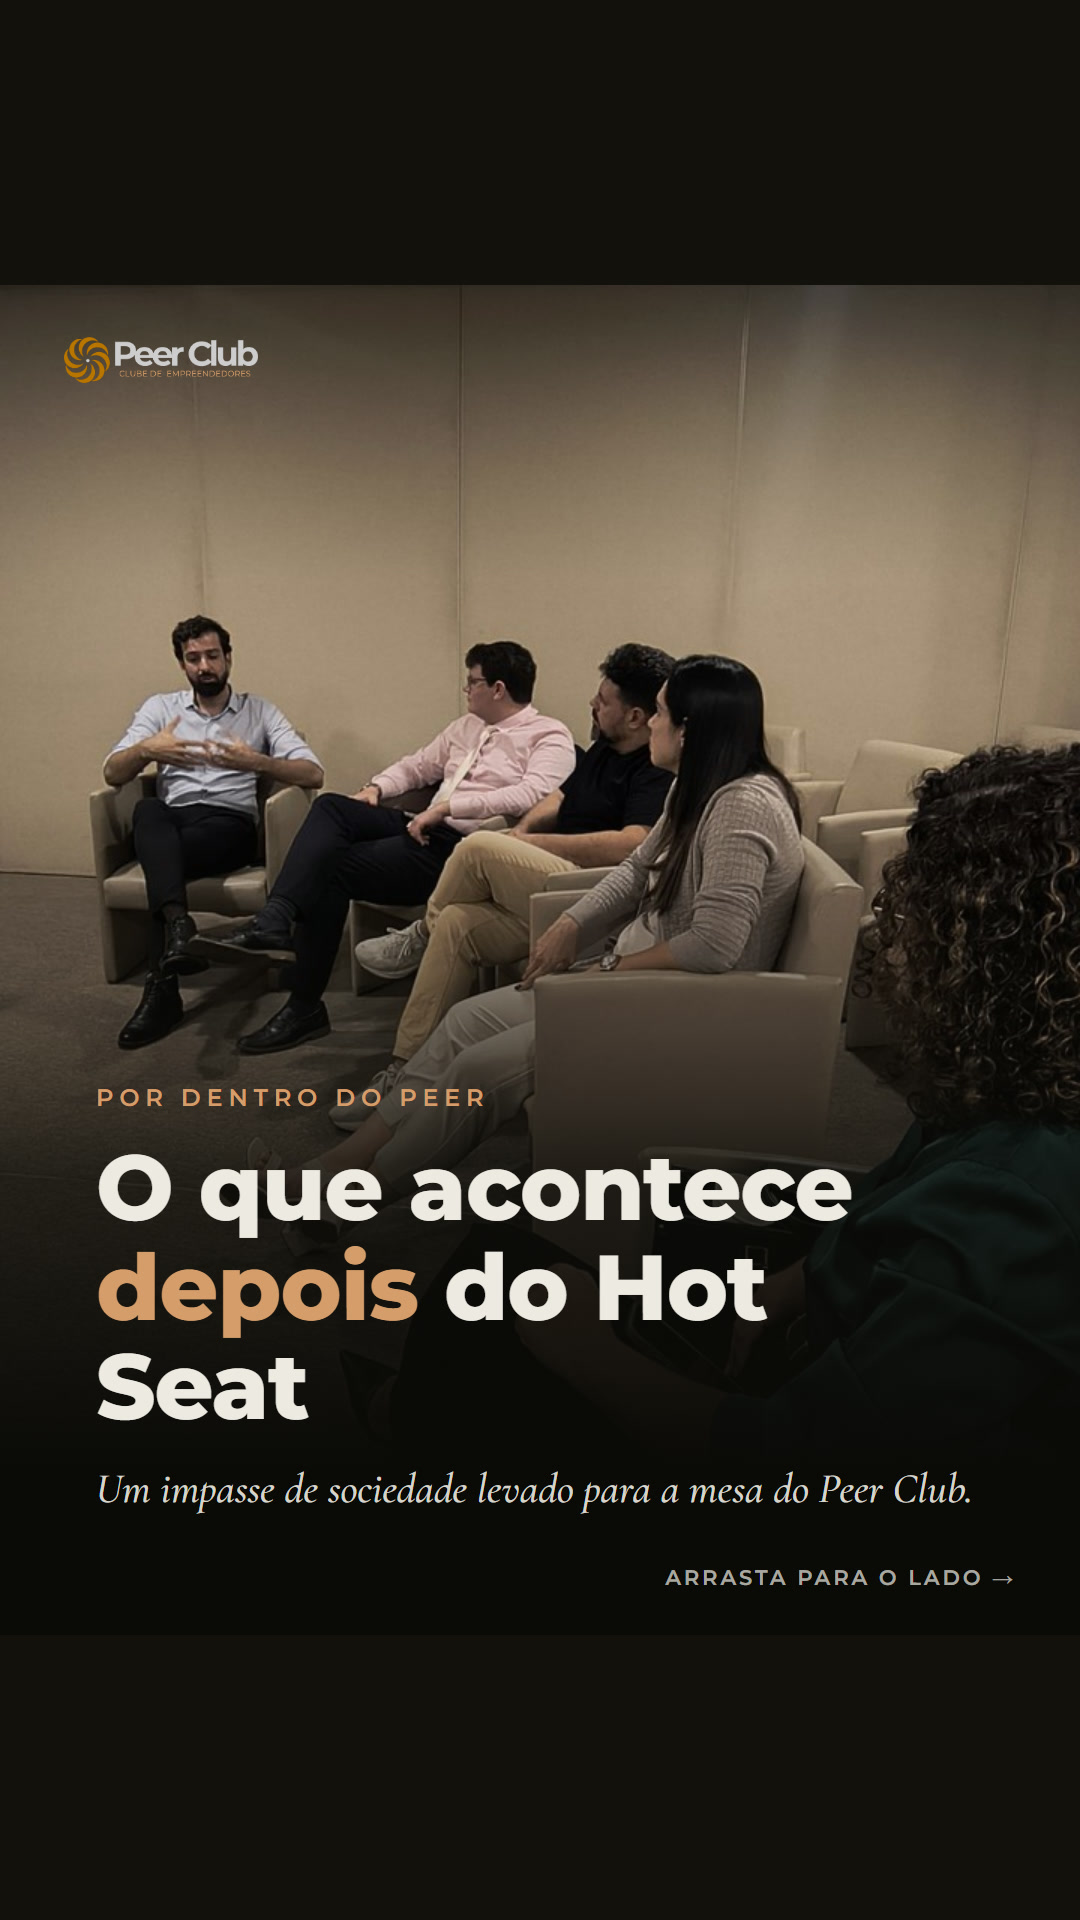 Peer Club
CLUBE DE EMPREENDEDORES
POR DENTRO DO PEER
O que acontece
depois do Hot
Seat
Um impasse de sociedade levado para a mesa do Peer Club.
ARRASTA PARA O LADO →